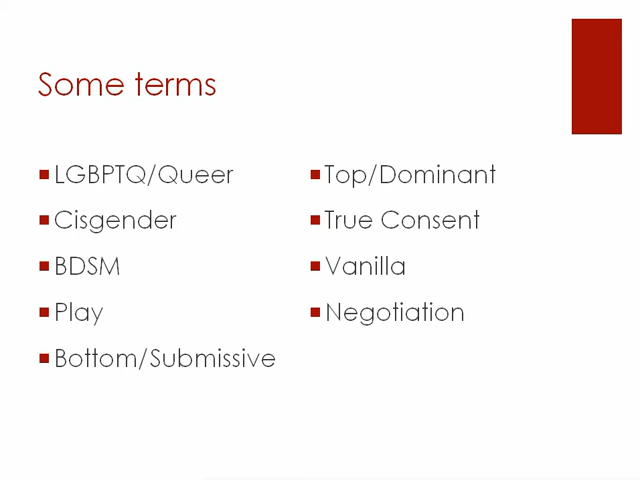 Some terms
LGBPTQ/Queer
Cisgender
BDSM
Play
Bottom/Submissive
Top/Dominant
True Consent
Vanilla
Negotiation